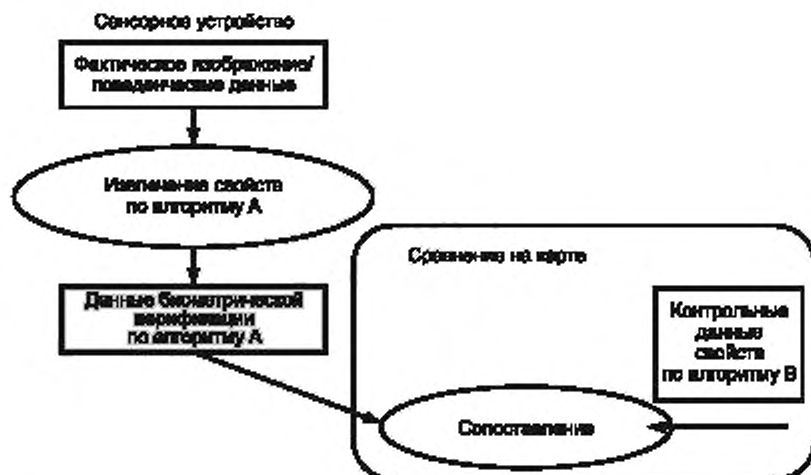 Сенсорное устройство
Фактическое изображение/
поведенческие данные
Извлечение свойств
по алгоритму А
Данные биометрической
верификации
по алгоритму А
Сравнение на карте
Контрольные
данные
свойств
по алгоритму В
Сопоставление